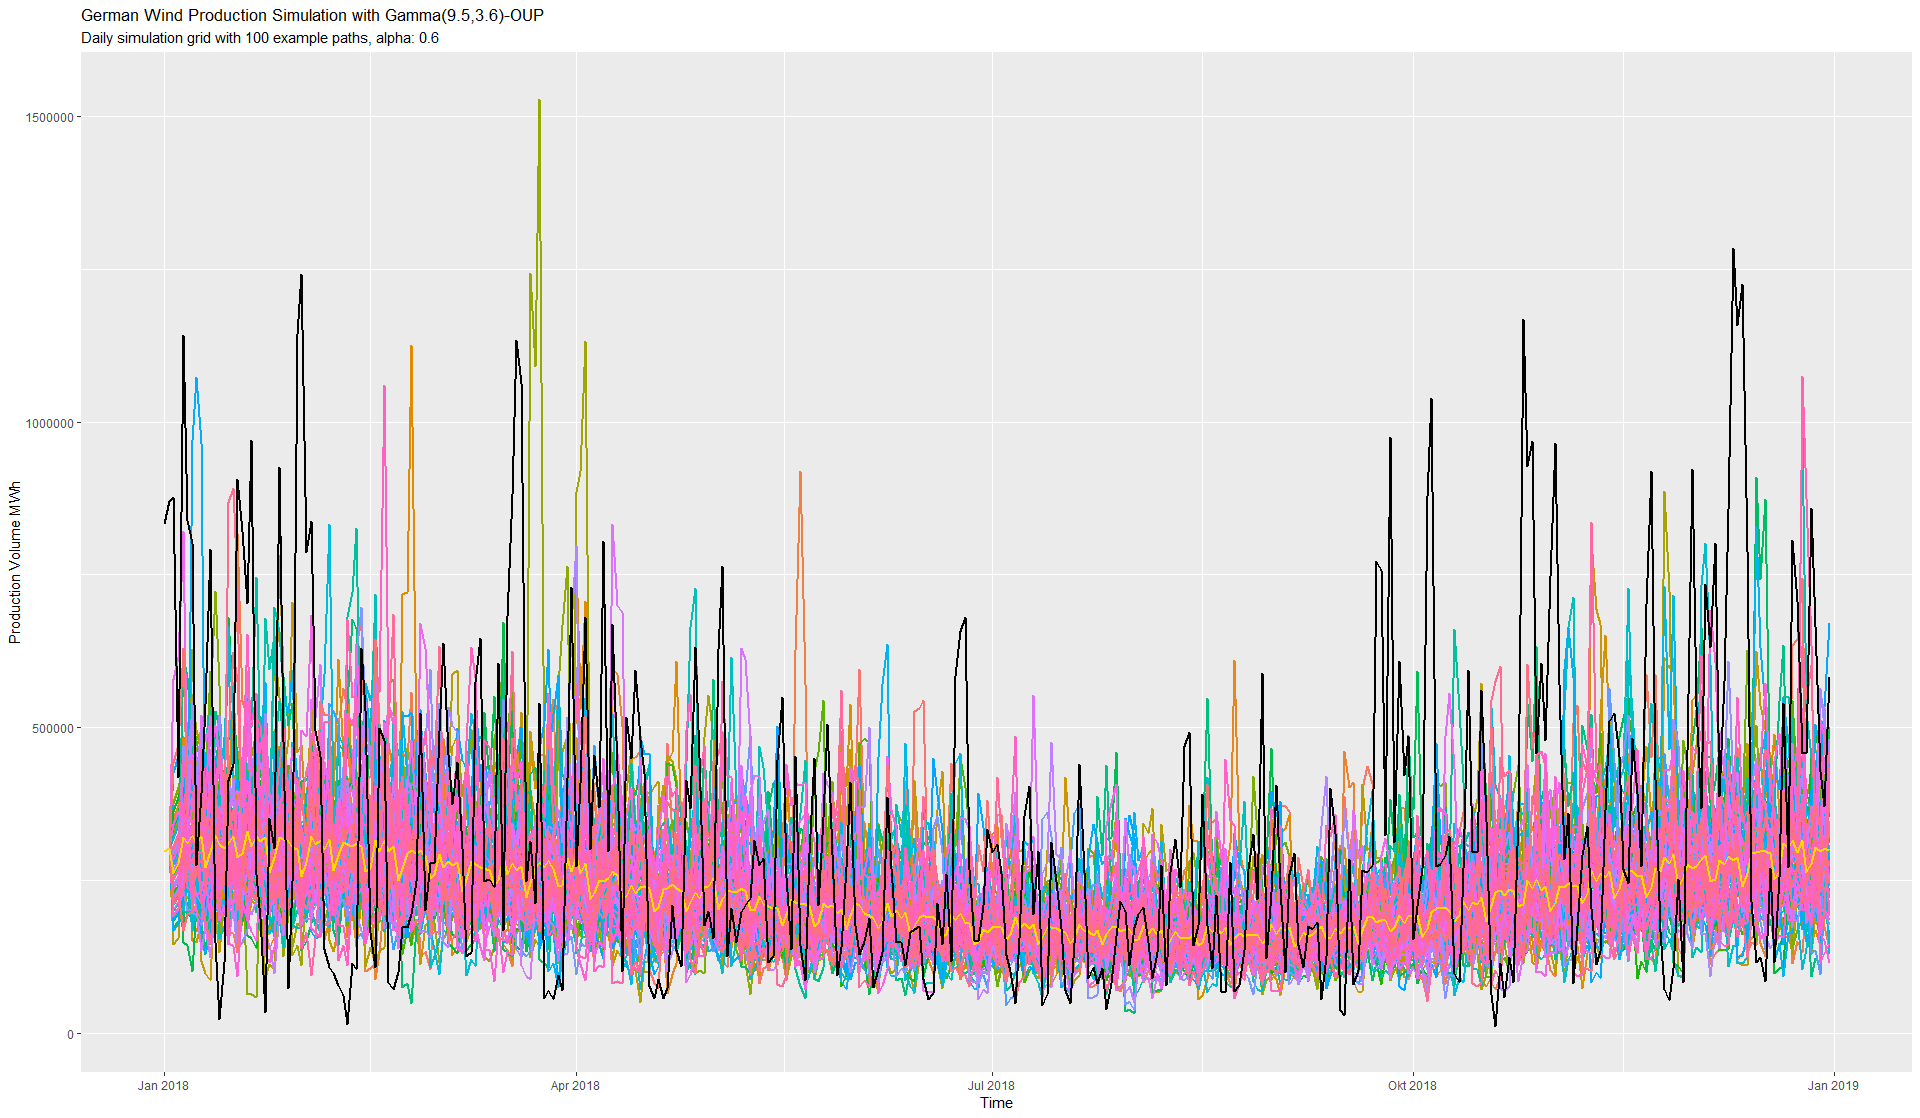 German Wind Production Simulation with Gamma(9.5,3.6)-OUP
Daily simulation grid with 100 example paths, alpha: 0.6
Production Volume MWh
1500000
1000000
500000
0
Jan 2018
Apr 2018
Jul 2018
Okt 2018
Jan 2019
Time